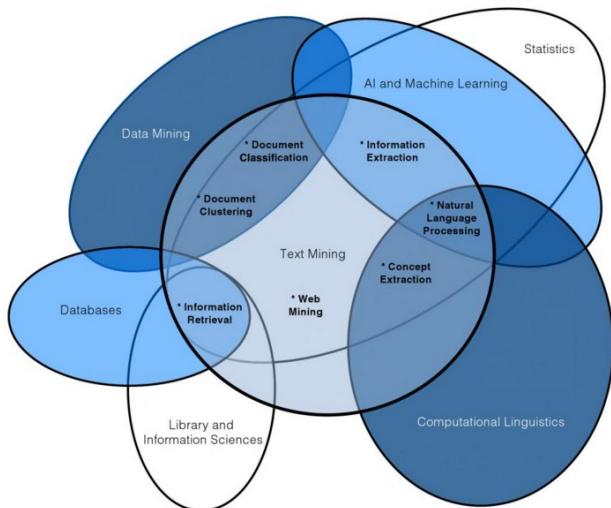 Statistics
AI and Machine Learning
Data Mining
* Document
Classification
* Information
Extraction
* Document
Clustering
* Natural
Language
Processing
Text Mining
* Concept
Extraction
Databases
* Information
Retrieval
* Web
Mining
Library and
Information Sciences
Computational Linguistics